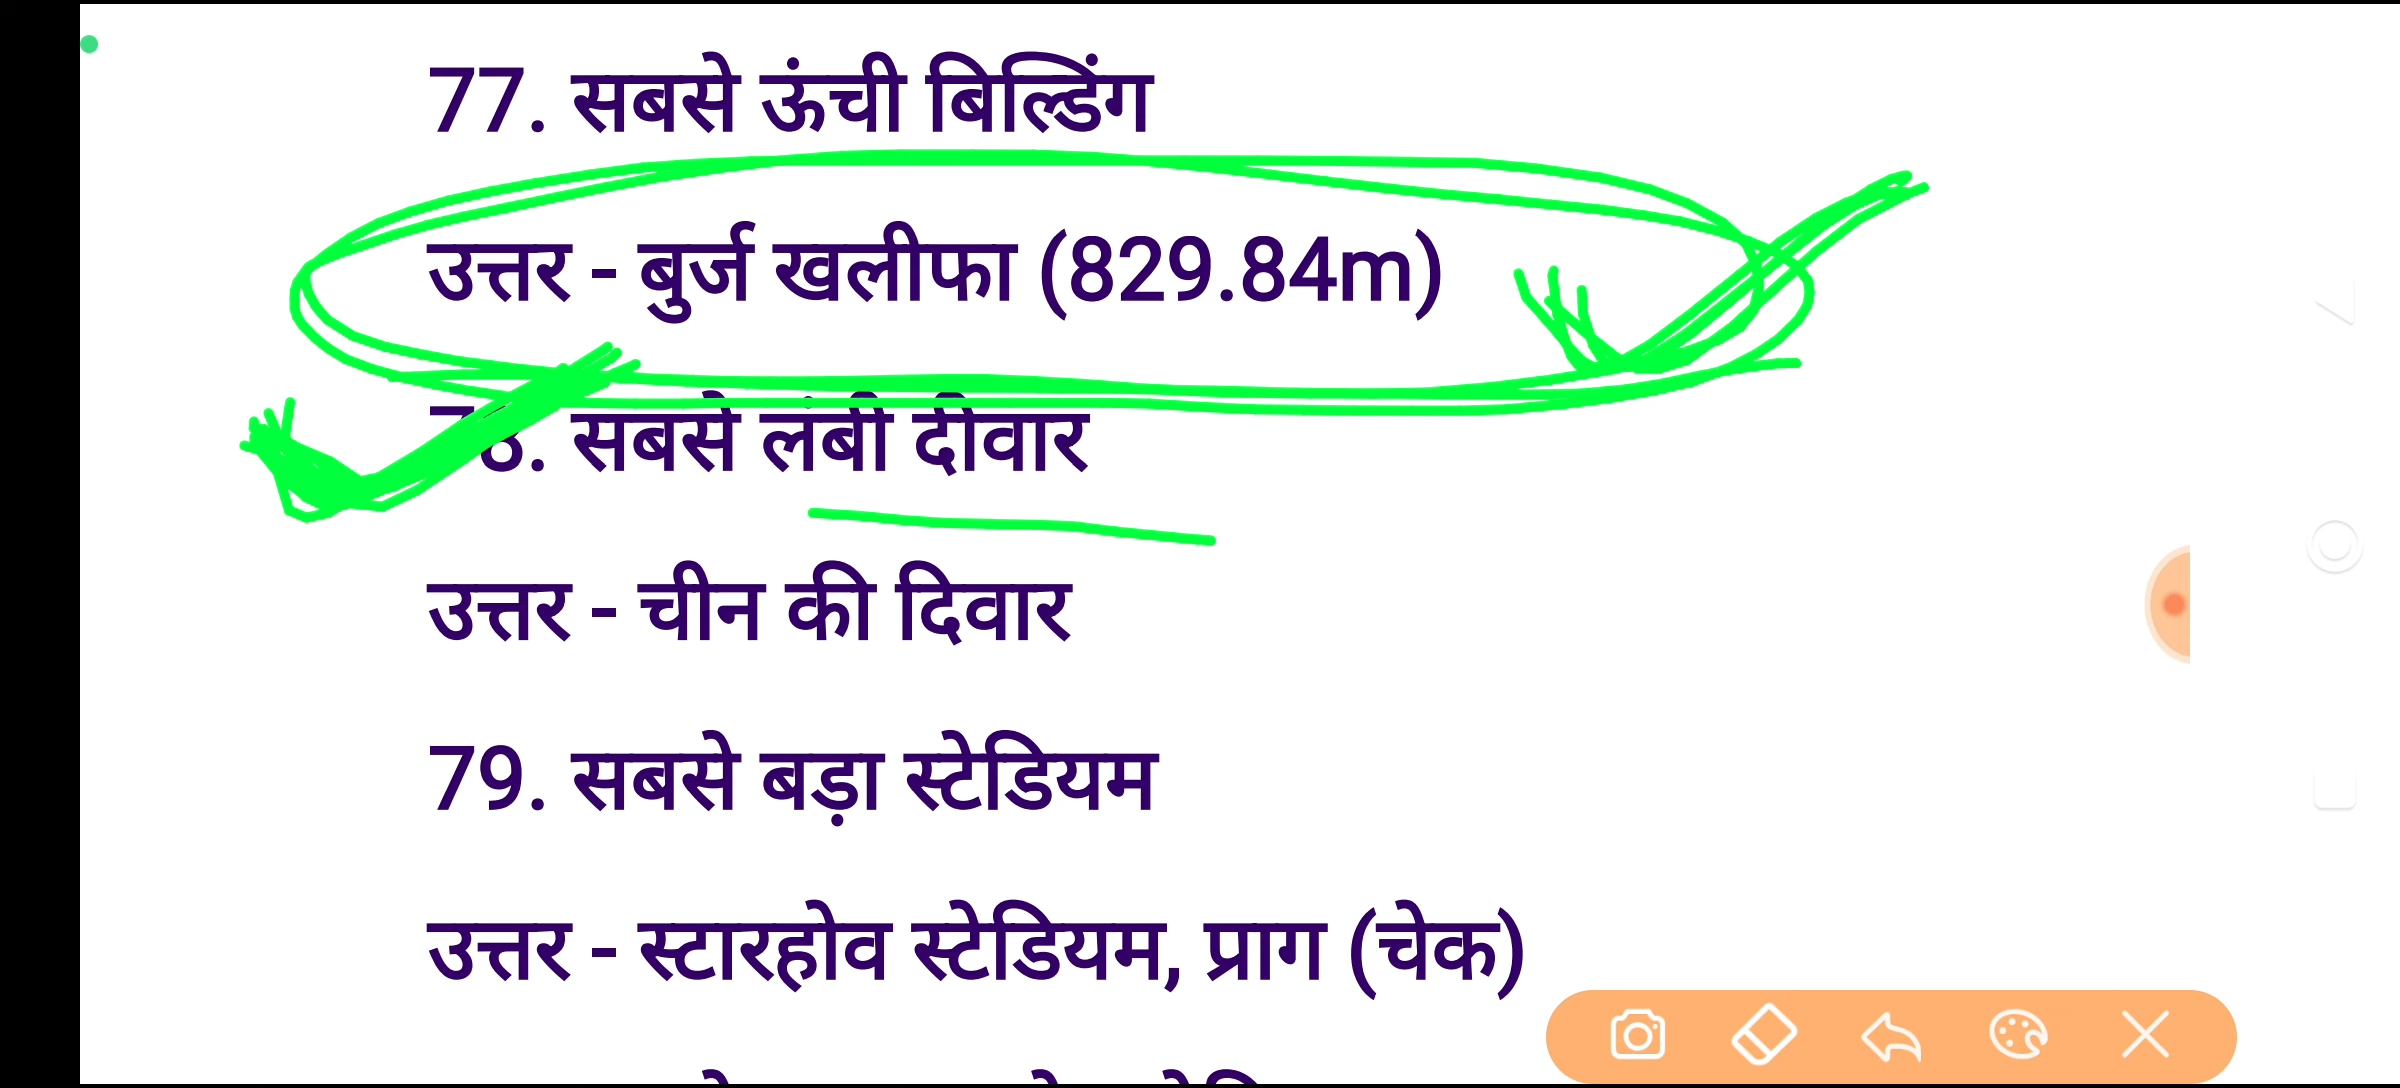 77. सबसे ऊंची बिल्डिंग
उत्तर - बुर्ज खलीफा (829.84m)
78. सबसे लंबी दीवार
उत्तर - चीन की दिवार
79. सबसे बड़ा स्टेडियम
उत्तर - स्टारहोव स्टेडियम, प्राग (चेक)